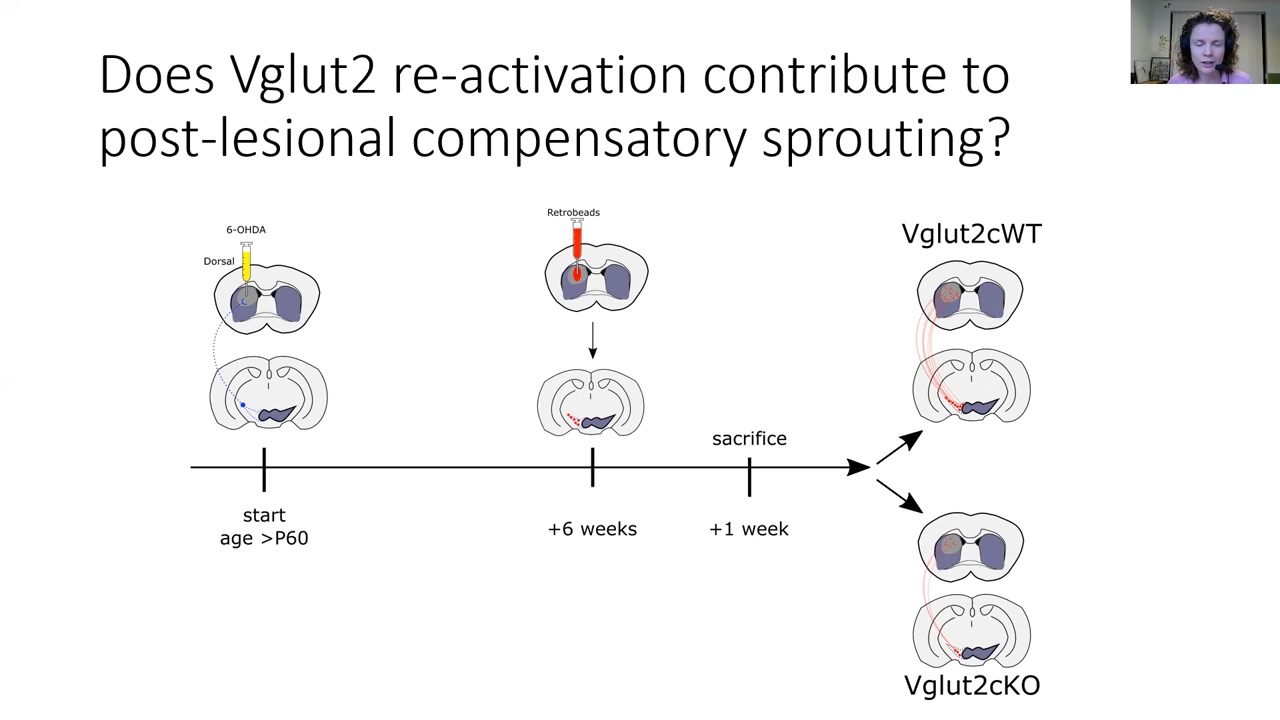 Does Vglut2 re-activation contribute to
post-lesional compensatory sprouting?
6-OHDA
Dorsal
Retrobeads
Vglut2cWT
sacrifice
start
age >P60
+6 weeks
+1 week
Vglut2cKO